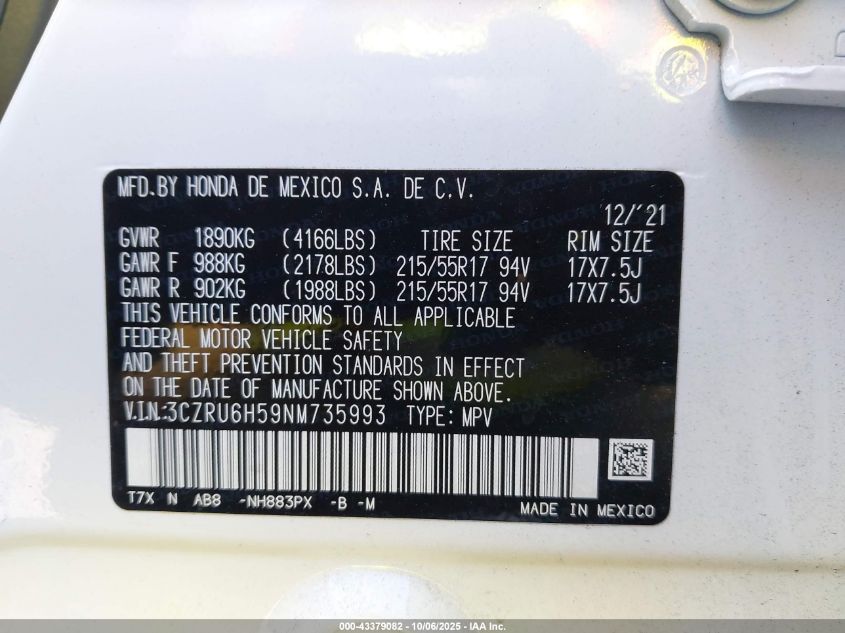 MFD.BY HONDA DE MEXICO S.A. DE C.V.
12/'21
GVWR 1890KG (4166LBS) TIRE SIZE RIM SIZE
GAWR F 988KG (2178LBS) 215/55R17 94V 17X7.5J
GAWR R 902KG (1988LBS) 215/55R17 94V 17X7.5J
THIS VEHICLE CONFORMS TO ALL APPLICABLE
FEDERAL MOTOR VEHICLE SAFETY
AND THEFT PREVENTION STANDARDS IN EFFECT
ON THE DATE OF MANUFACTURE SHOWN ABOVE.
V.I.N.:3CZRU6H59NM735993 TYPE: MPV
T7X N AB8 -NH883PX -B -M
MADE IN MEXICO
000-43379082 - 10/06/2025 - IAA Inc.